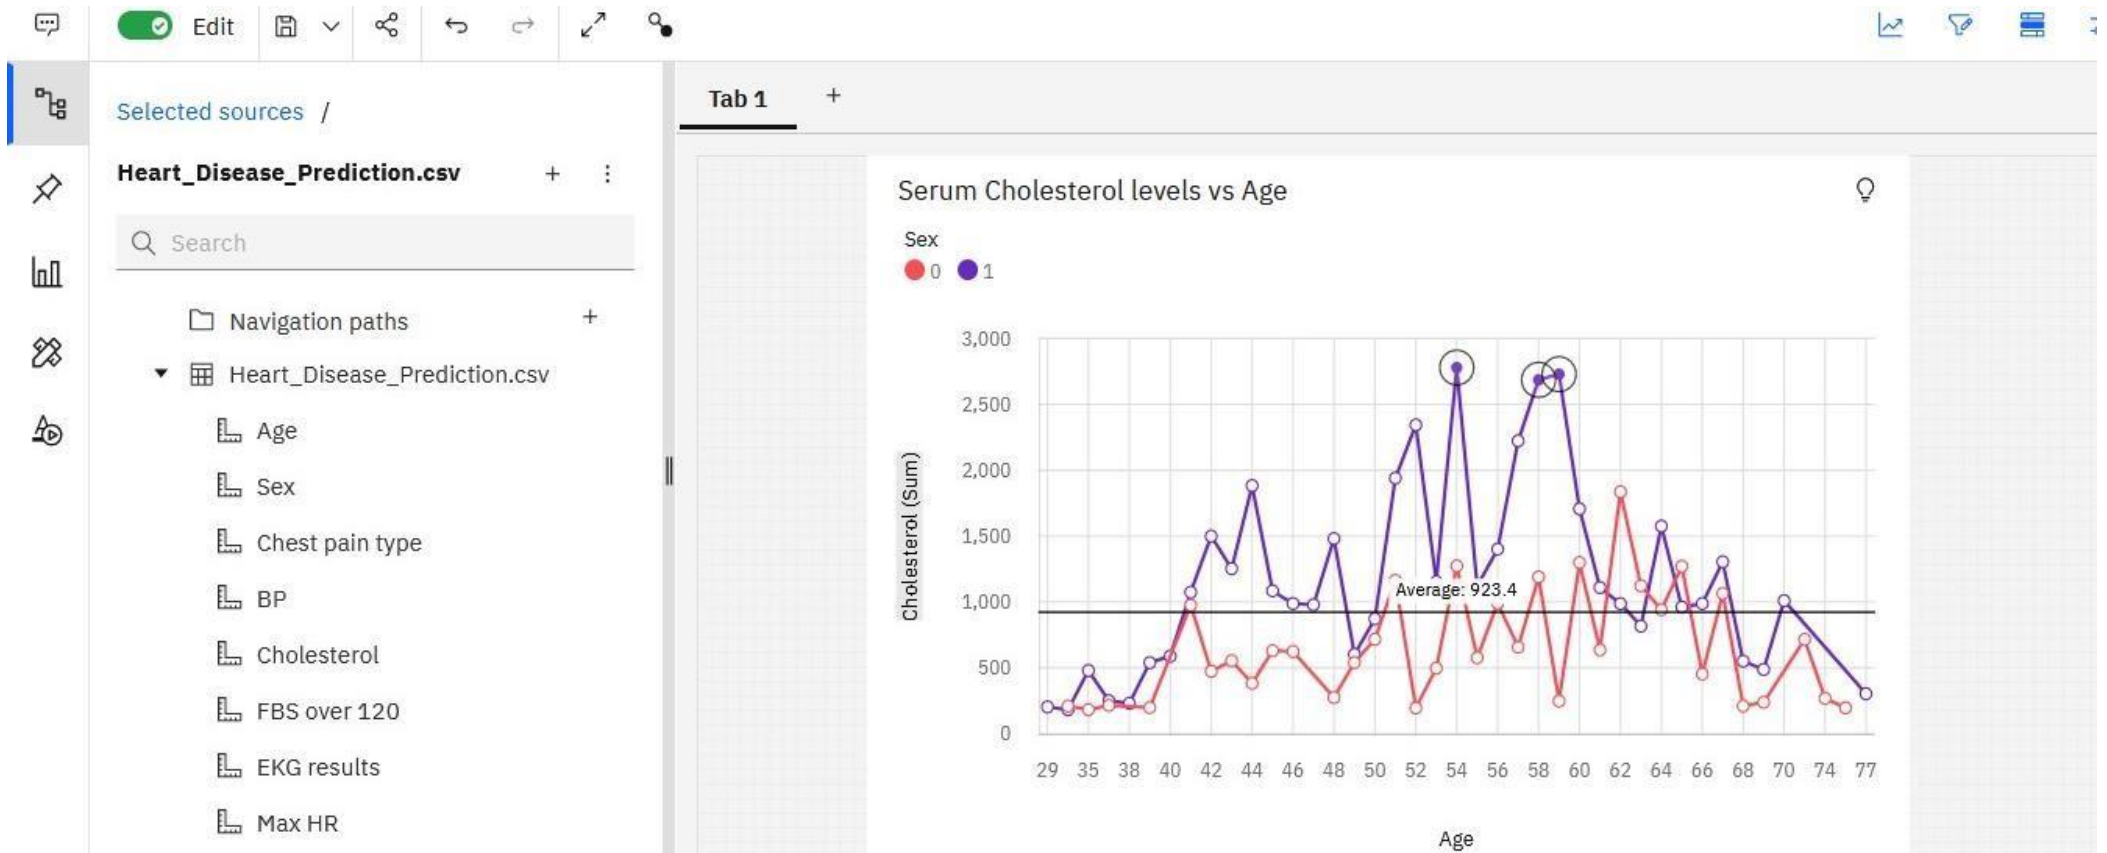 Edit
Selected sources /
Heart_Disease_Prediction.csv
Search
Navigation paths
Heart_Disease_Prediction.csv
Age
Sex
Chest pain type
BP
Cholesterol
FBS over 120
EKG results
Max HR
Tab 1
Serum Cholesterol levels vs Age
Sex
0 1
3,000
2,500
2,000
1,500
1,000
500
0
Cholesterol (Sum)
Average: 923.4
29 35 38 40 42 44 46 48 50 52 54 56 58 60 62 64 66 68 70 74 77
Age